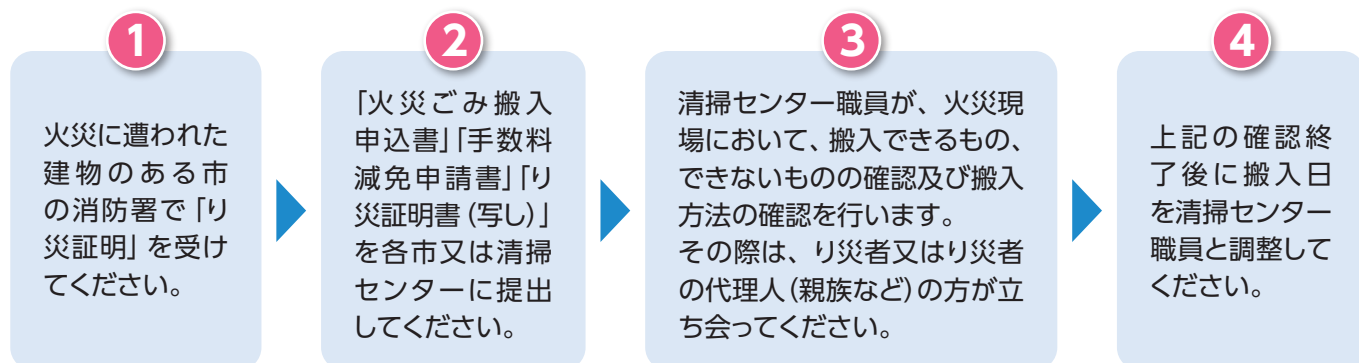 1
火災に遭われた
建物のある市
の消防署で「り
災証明」を受け
てください。
2
「火災ごみ搬入
申込書」「手数料
減免申請書」「り
災証明書(写し)」
を各市又は清掃
センターに提出
してください。
3
清掃センター職員が、火災現
場において、搬入できるもの、
できないものの確認及び搬入
方法の確認を行います。
その際は、り災者又はり災者
の代理人(親族など)の方が立
ち会ってください。
4
上記の確認終
了後に搬入日
を清掃センター
職員と調整して
ください。